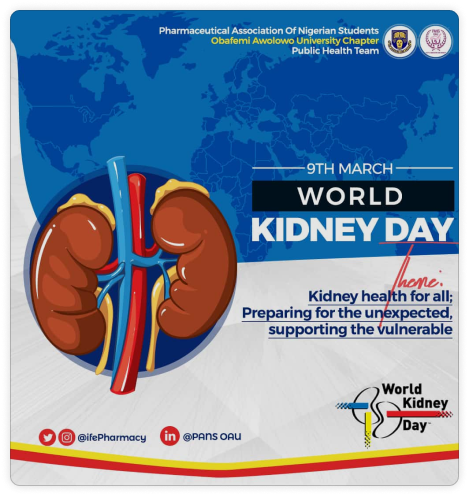 Pharmaceutical Association Of Nigerian Students
Obafemi Awolowo University Chapter
Public Health Team
9TH MARCH
WORLD
KIDNEY DAY
Theme:
Kidney health for all;
Preparing for the unexpected,
supporting the vulnerable
World
Kidney
Day™
@ifePharmacy
@PANS OAU